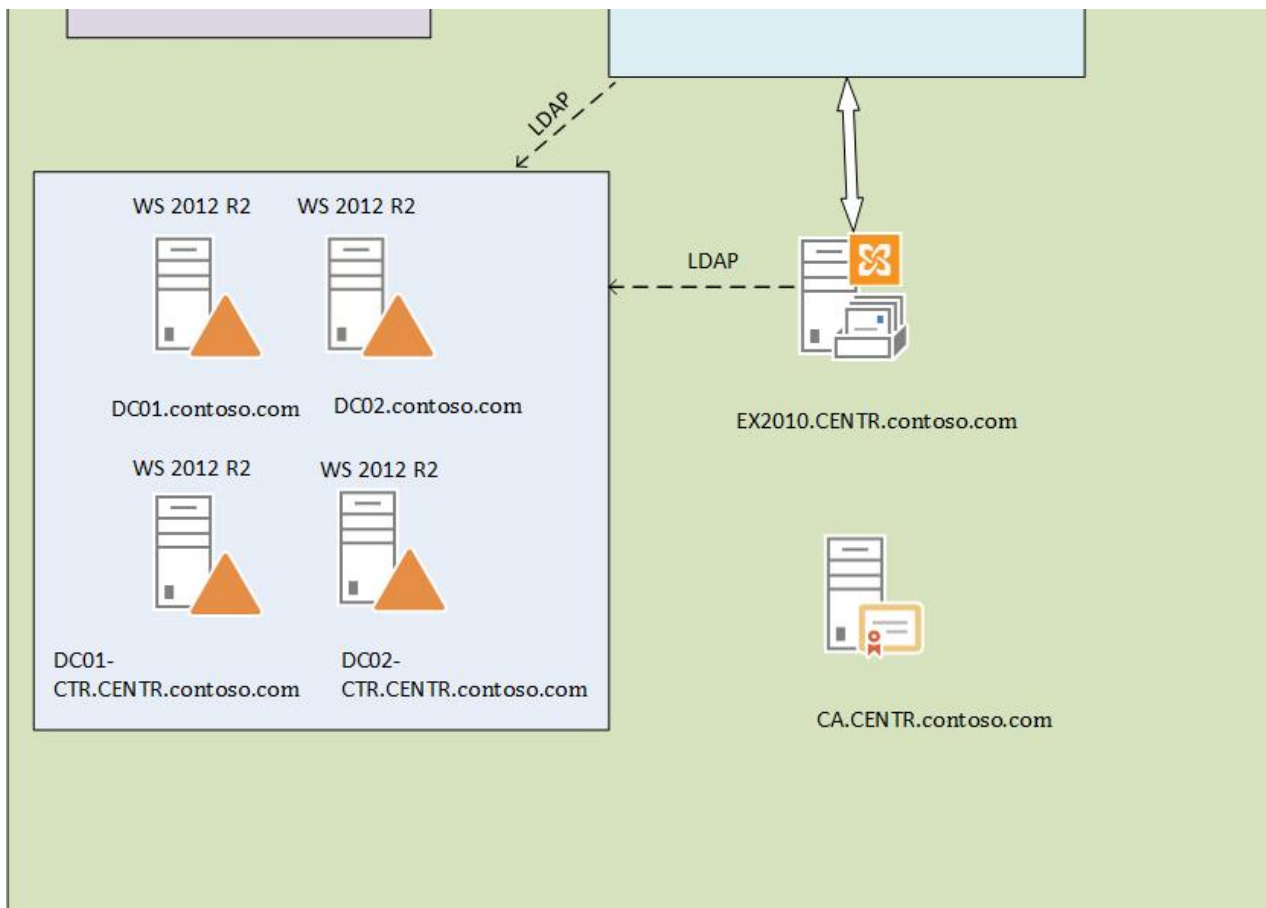 LDAP
WS 2012 R2
WS 2012 R2
LDAP
DC01.contoso.com
DC02.contoso.com
EX2010.CENTR.contoso.com
WS 2012 R2
WS 2012 R2
DC01-
CTR.CENTR.contoso.com
DC02-
CTR.CENTR.contoso.com
CA.CENTR.contoso.com